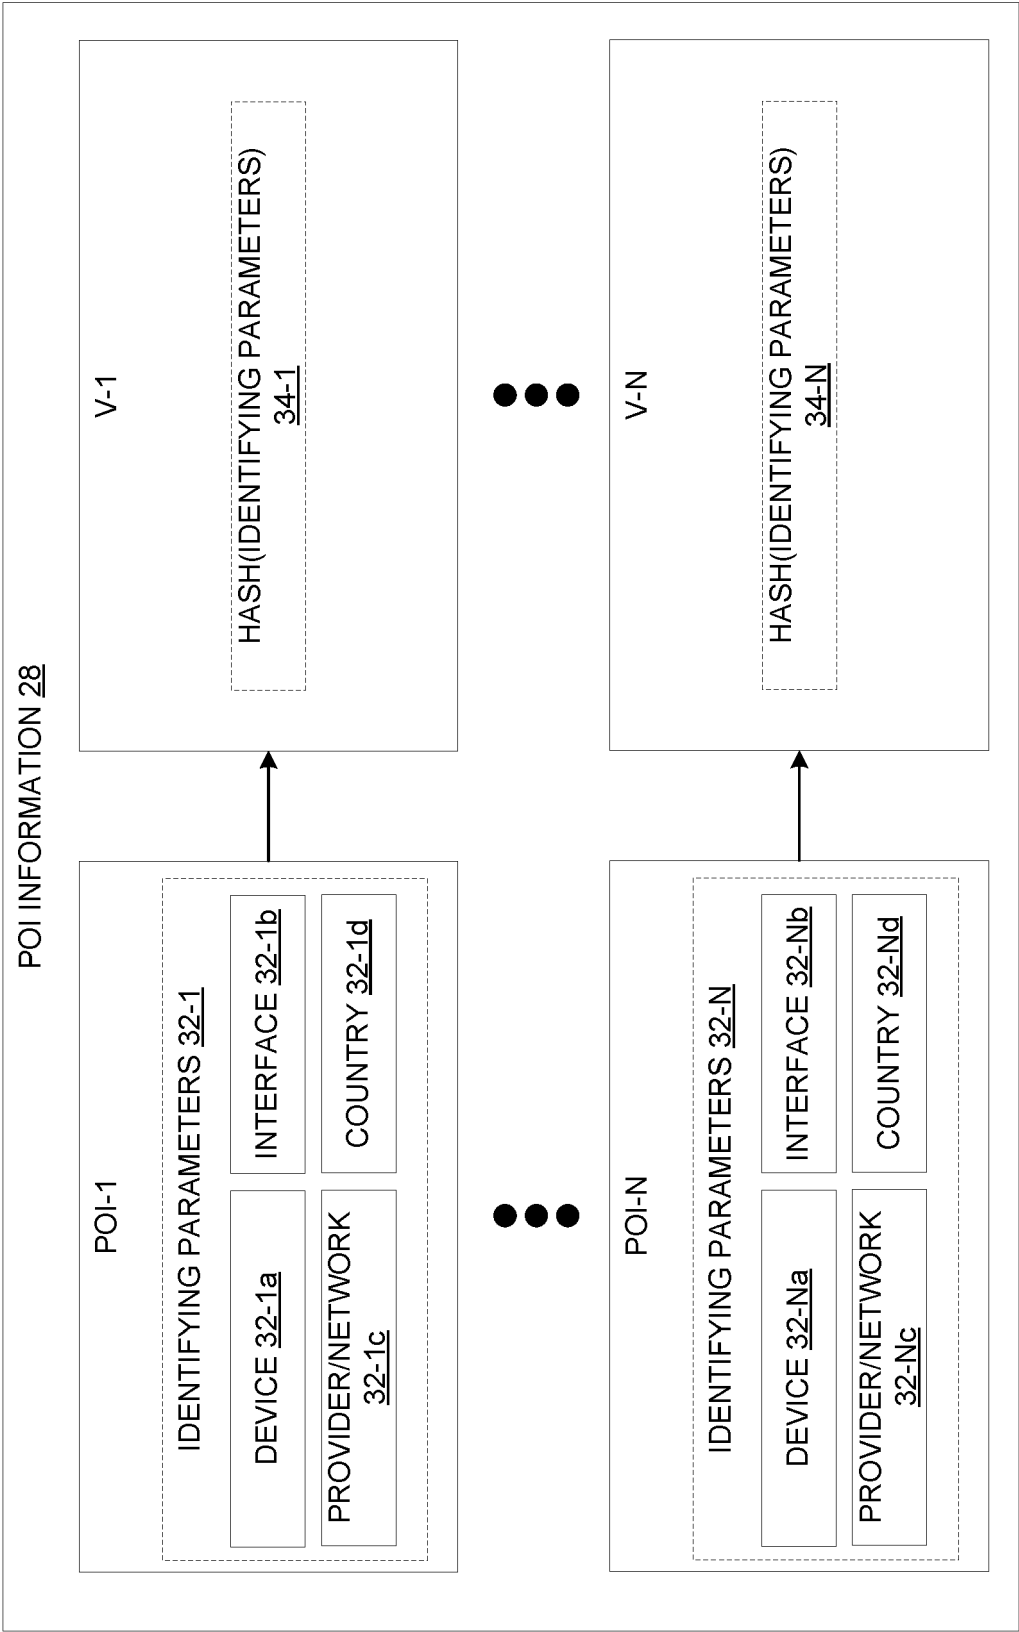 POI INFORMATION 28
POI-1
IDENTIFYING PARAMETERS 32-1
DEVICE 32-1a
INTERFACE 32-1b
PROVIDER/NETWORK
32-1c
COUNTRY 32-1d
V-1
HASH(IDENTIFYING PARAMETERS)
34-1
POI-N
IDENTIFYING PARAMETERS 32-N
DEVICE 32-Na
INTERFACE 32-Nb
PROVIDER/NETWORK
32-Nc
COUNTRY 32-Nd
V-N
HASH(IDENTIFYING PARAMETERS)
34-N